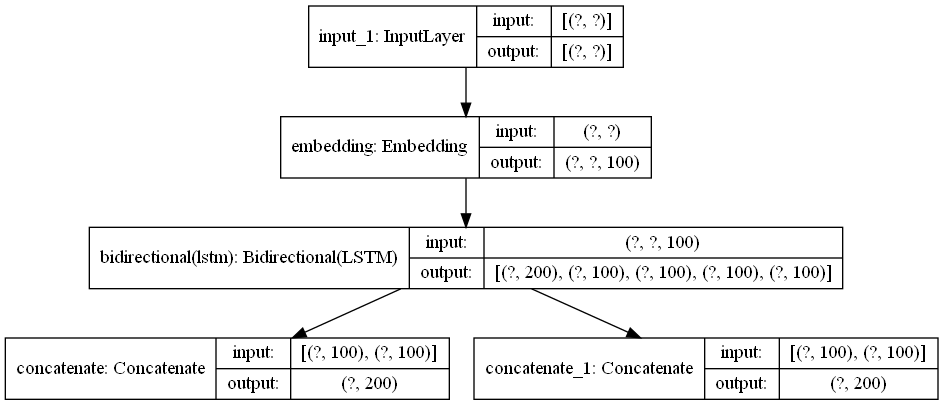 input_1: InputLayer
input: [(?, ?)]
output: [(?, ?)]
embedding: Embedding
input: (?, ?)
output: (?, ?, 100)
bidirectional(lstm): Bidirectional(LSTM)
input: (?, ?, 100)
output: [(?, 200), (?, 100), (?, 100), (?, 100), (?, 100)]
concatenate: Concatenate
input: [(?, 100), (?, 100)]
output: (?, 200)
concatenate_1: Concatenate
input: [(?, 100), (?, 100)]
output: (?, 200)